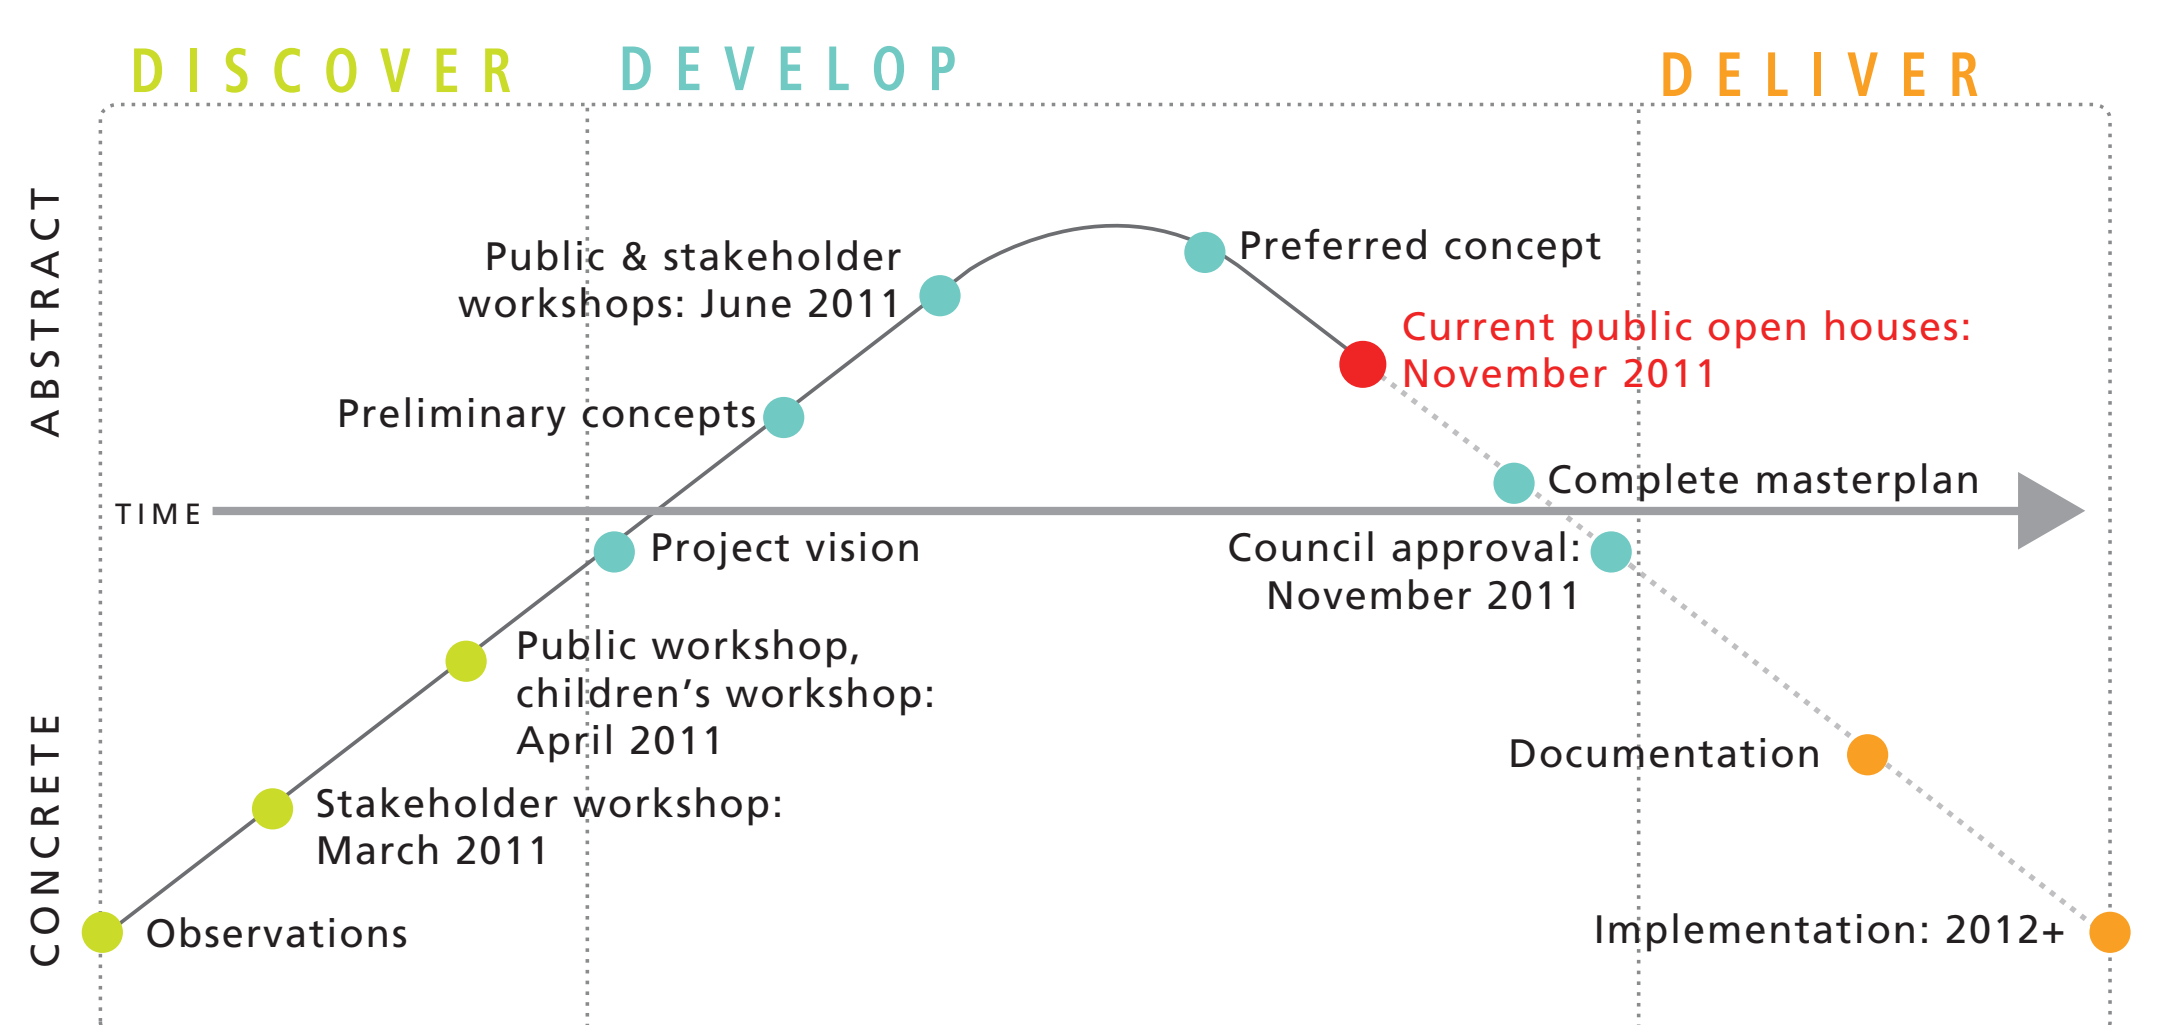 DISCOVER
DEVELOP
DELIVER
ABSTRACT
Public & stakeholder
workshops: June 2011
Preferred concept
Current public open houses:
November 2011
Preliminary concepts
Complete masterplan
TIME
Project vision
Council approval:
November 2011
Public workshop,
children’s workshop:
April 2011
CONCRETE
Documentation
Stakeholder workshop:
March 2011
Observations
Implementation: 2012+